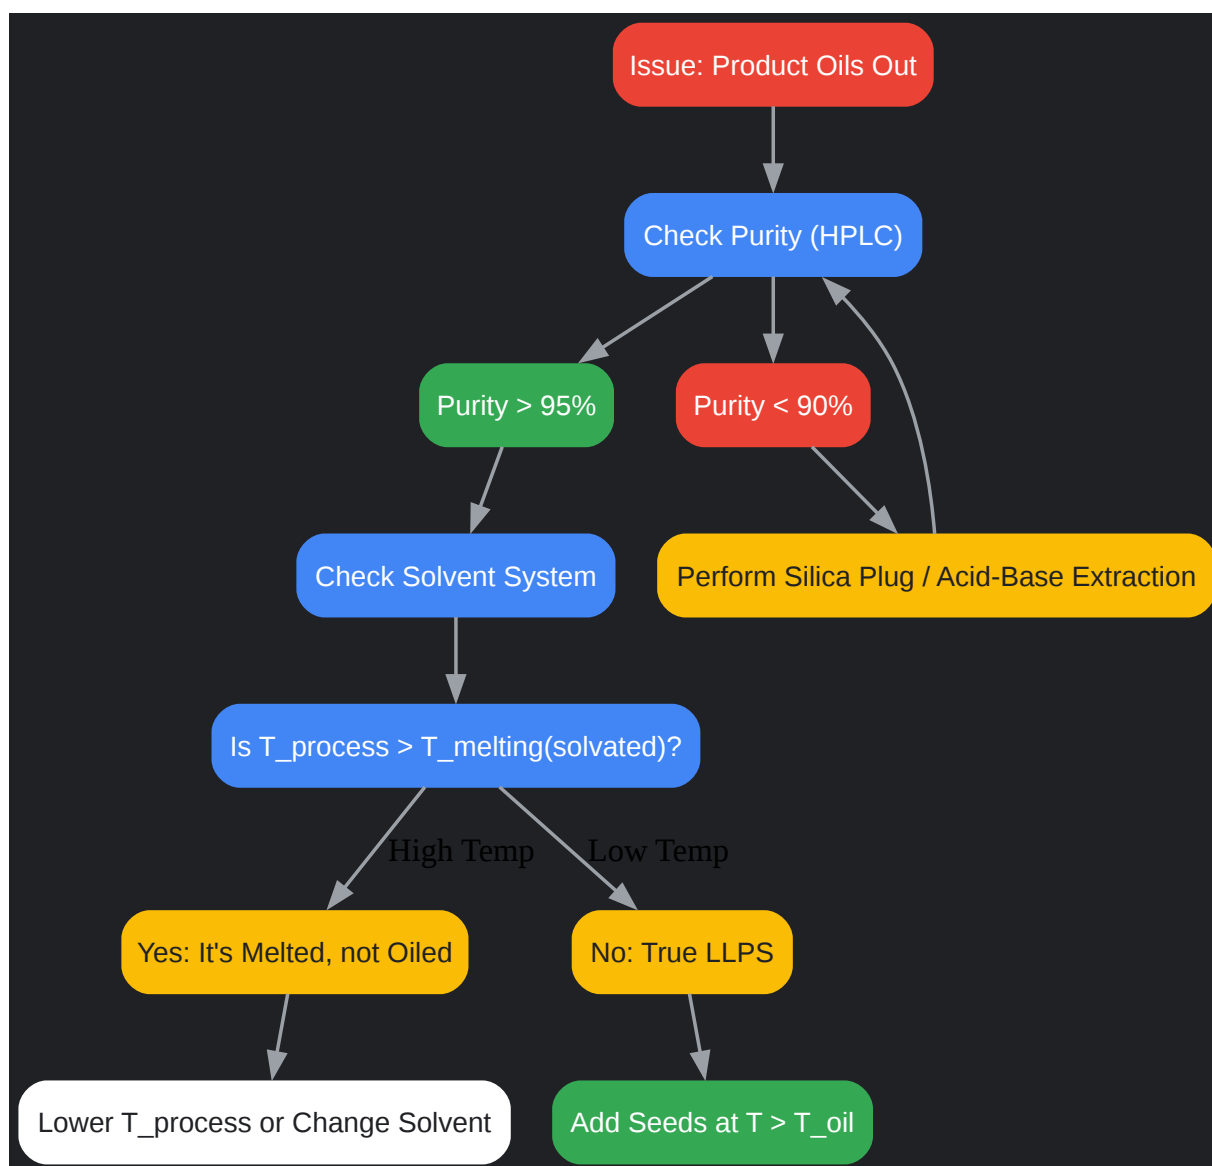 Issue: Product Oils Out
Check Purity (HPLC)
Purity > 95%
Purity < 90%
Check Solvent System
Perform Silica Plug / Acid-Base Extraction
Is T_process > T_melting(solvated)?
High Temp
Low Temp
Yes: It's Melted, not Oiled
No: True LLPS
Lower T_process or Change Solvent
Add Seeds at T > T_oil